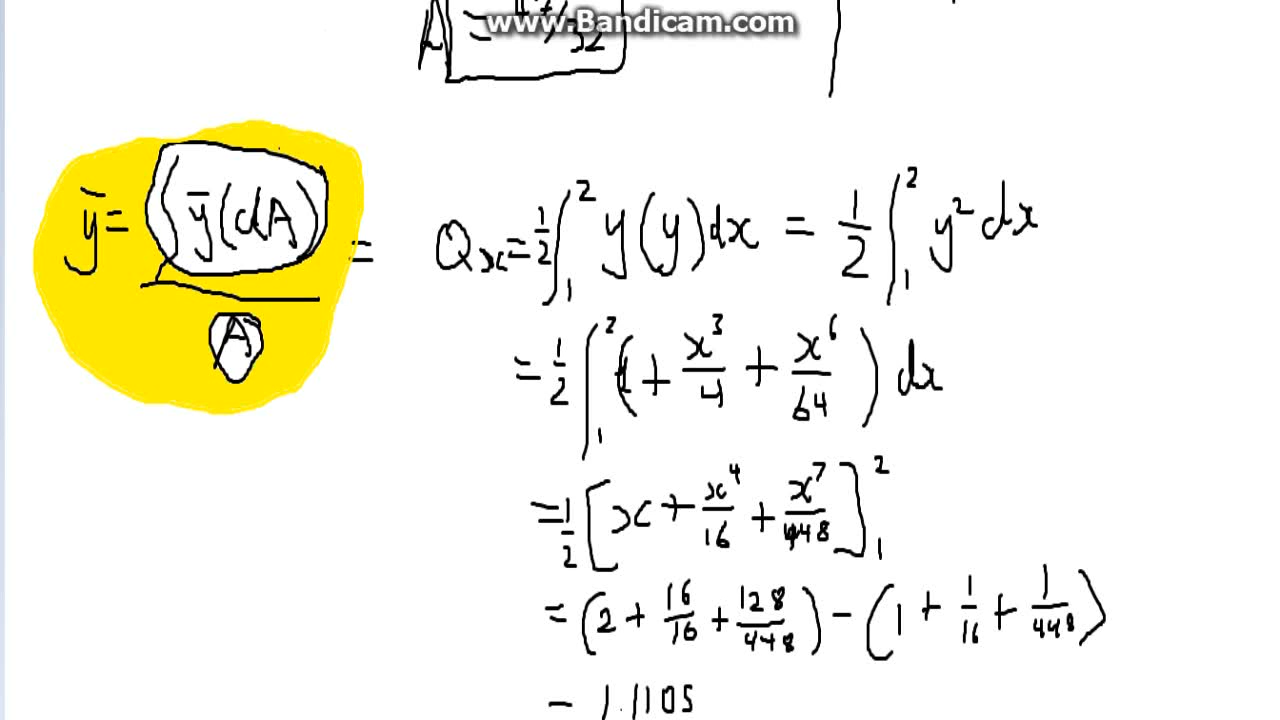 www.Bandicam.com
A = 47/32
ȳ = ∫ȳ(dA) / A = Qx = 1/2 ∫₁² y(y)dx = 1/2 ∫₁² y² dx
= 1/2 ∫₁² (1 + x³/4 + x⁶/64) dx
= 1/2 [x + x⁴/16 + x⁷/448]₁²
= (2 + 16/16 + 128/448) − (1 + 1/16 + 1/448)
= 1.1105